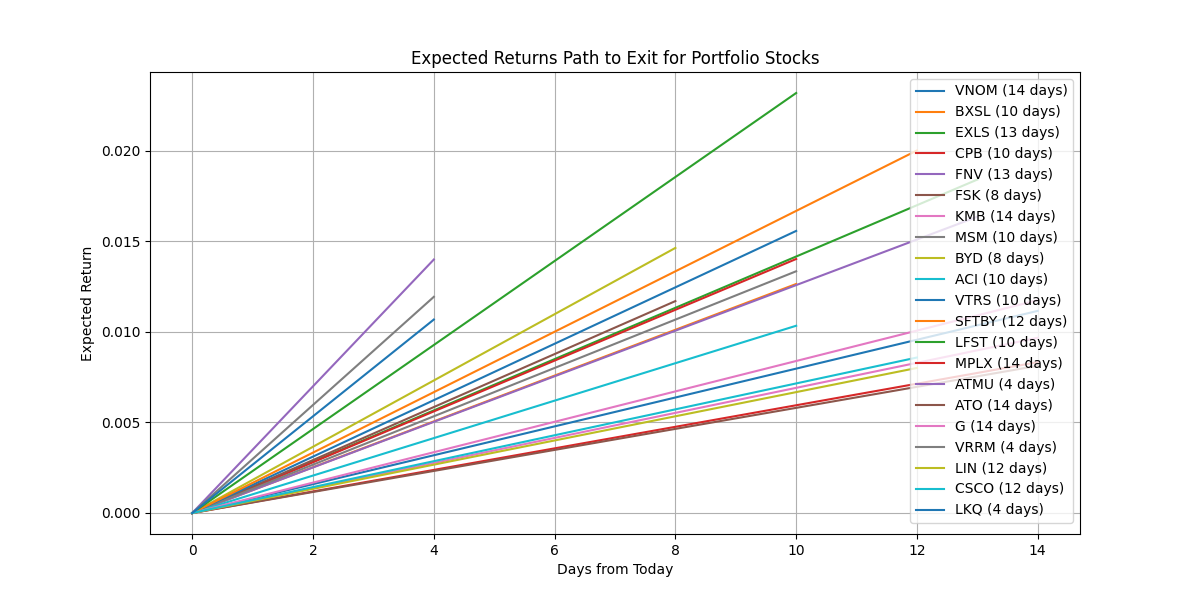 Expected Returns Path to Exit for Portfolio Stocks
Expected Return
0.020
0.015
0.010
0.005
0.000
VNOM (14 days)
BXSL (10 days)
EXLS (13 days)
CPB (10 days)
FNV (13 days)
FSK (8 days)
KMB (14 days)
MSM (10 days)
BYD (8 days)
ACI (10 days)
VTRS (10 days)
SFTBY (12 days)
LFST (10 days)
MPLX (14 days)
ATMU (4 days)
ATO (14 days)
G (14 days)
VRRM (4 days)
LIN (12 days)
CSCO (12 days)
LKQ (4 days)
0 2 4 6 8 10 12 14
Days from Today